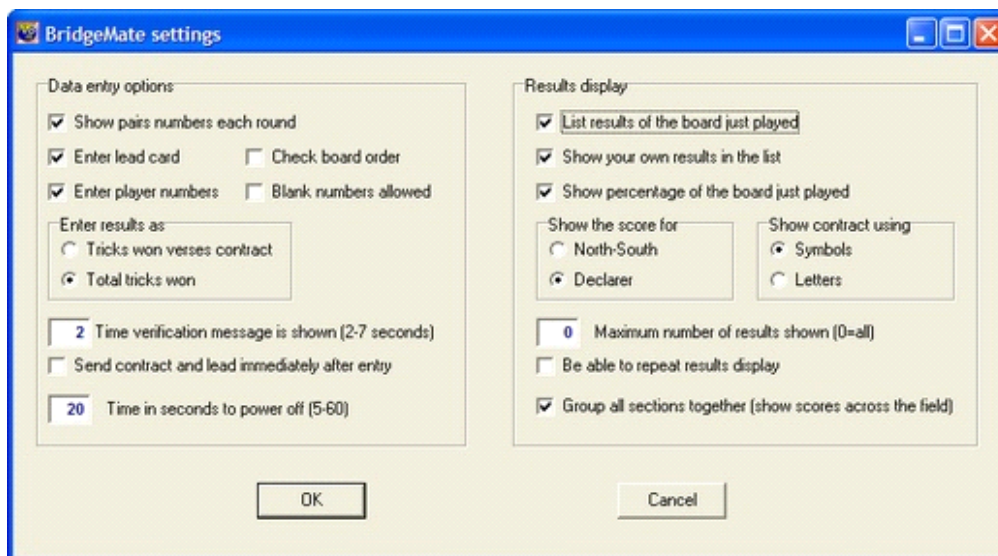 BridgeMate settings
Data entry options
Show pairs numbers each round
Enter lead card
Check board order
Enter player numbers
Blank numbers allowed
Enter results as
Tricks won verses contract
Total tricks won
2 Time verification message is shown (2-7 seconds)
Send contract and lead immediately after entry
20 Time in seconds to power off (5-60)
Results display
List results of the board just played
Show your own results in the list
Show percentage of the board just played
Show the score for
North-South
Declarer
Show contract using
Symbols
Letters
0 Maximum number of results shown (0=all)
Be able to repeat results display
Group all sections together (show scores across the field)
OK
Cancel